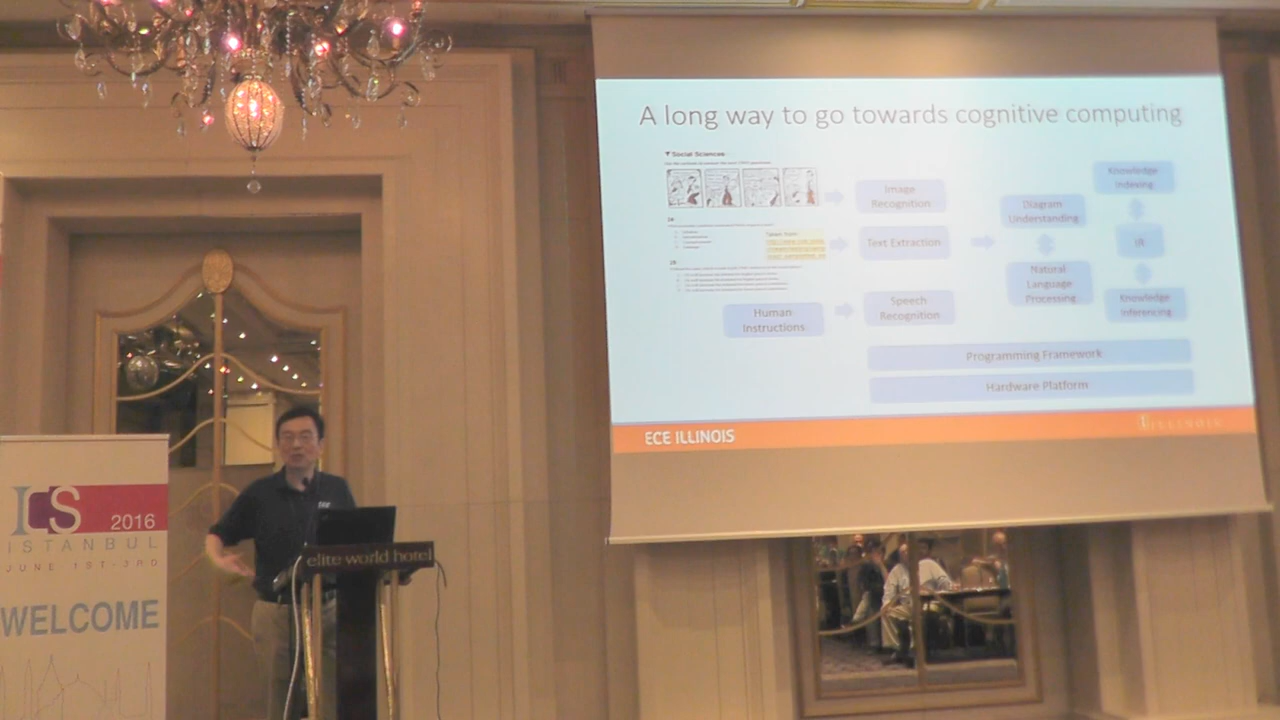 A long way to go towards cognitive computing
Social Sciences
Image
Recognition
Text Extraction
Human
Instructions
Speech
Recognition
Diagram
Understanding
Natural
Language
Processing
Knowledge
Indexing
IR
Knowledge
Inferencing
Programming Framework
Hardware Platform
ECE ILLINOIS
ILLINOIS
ICS
2016
ISTANBUL
JUNE 1ST-3RD
WELCOME
elite world hotel